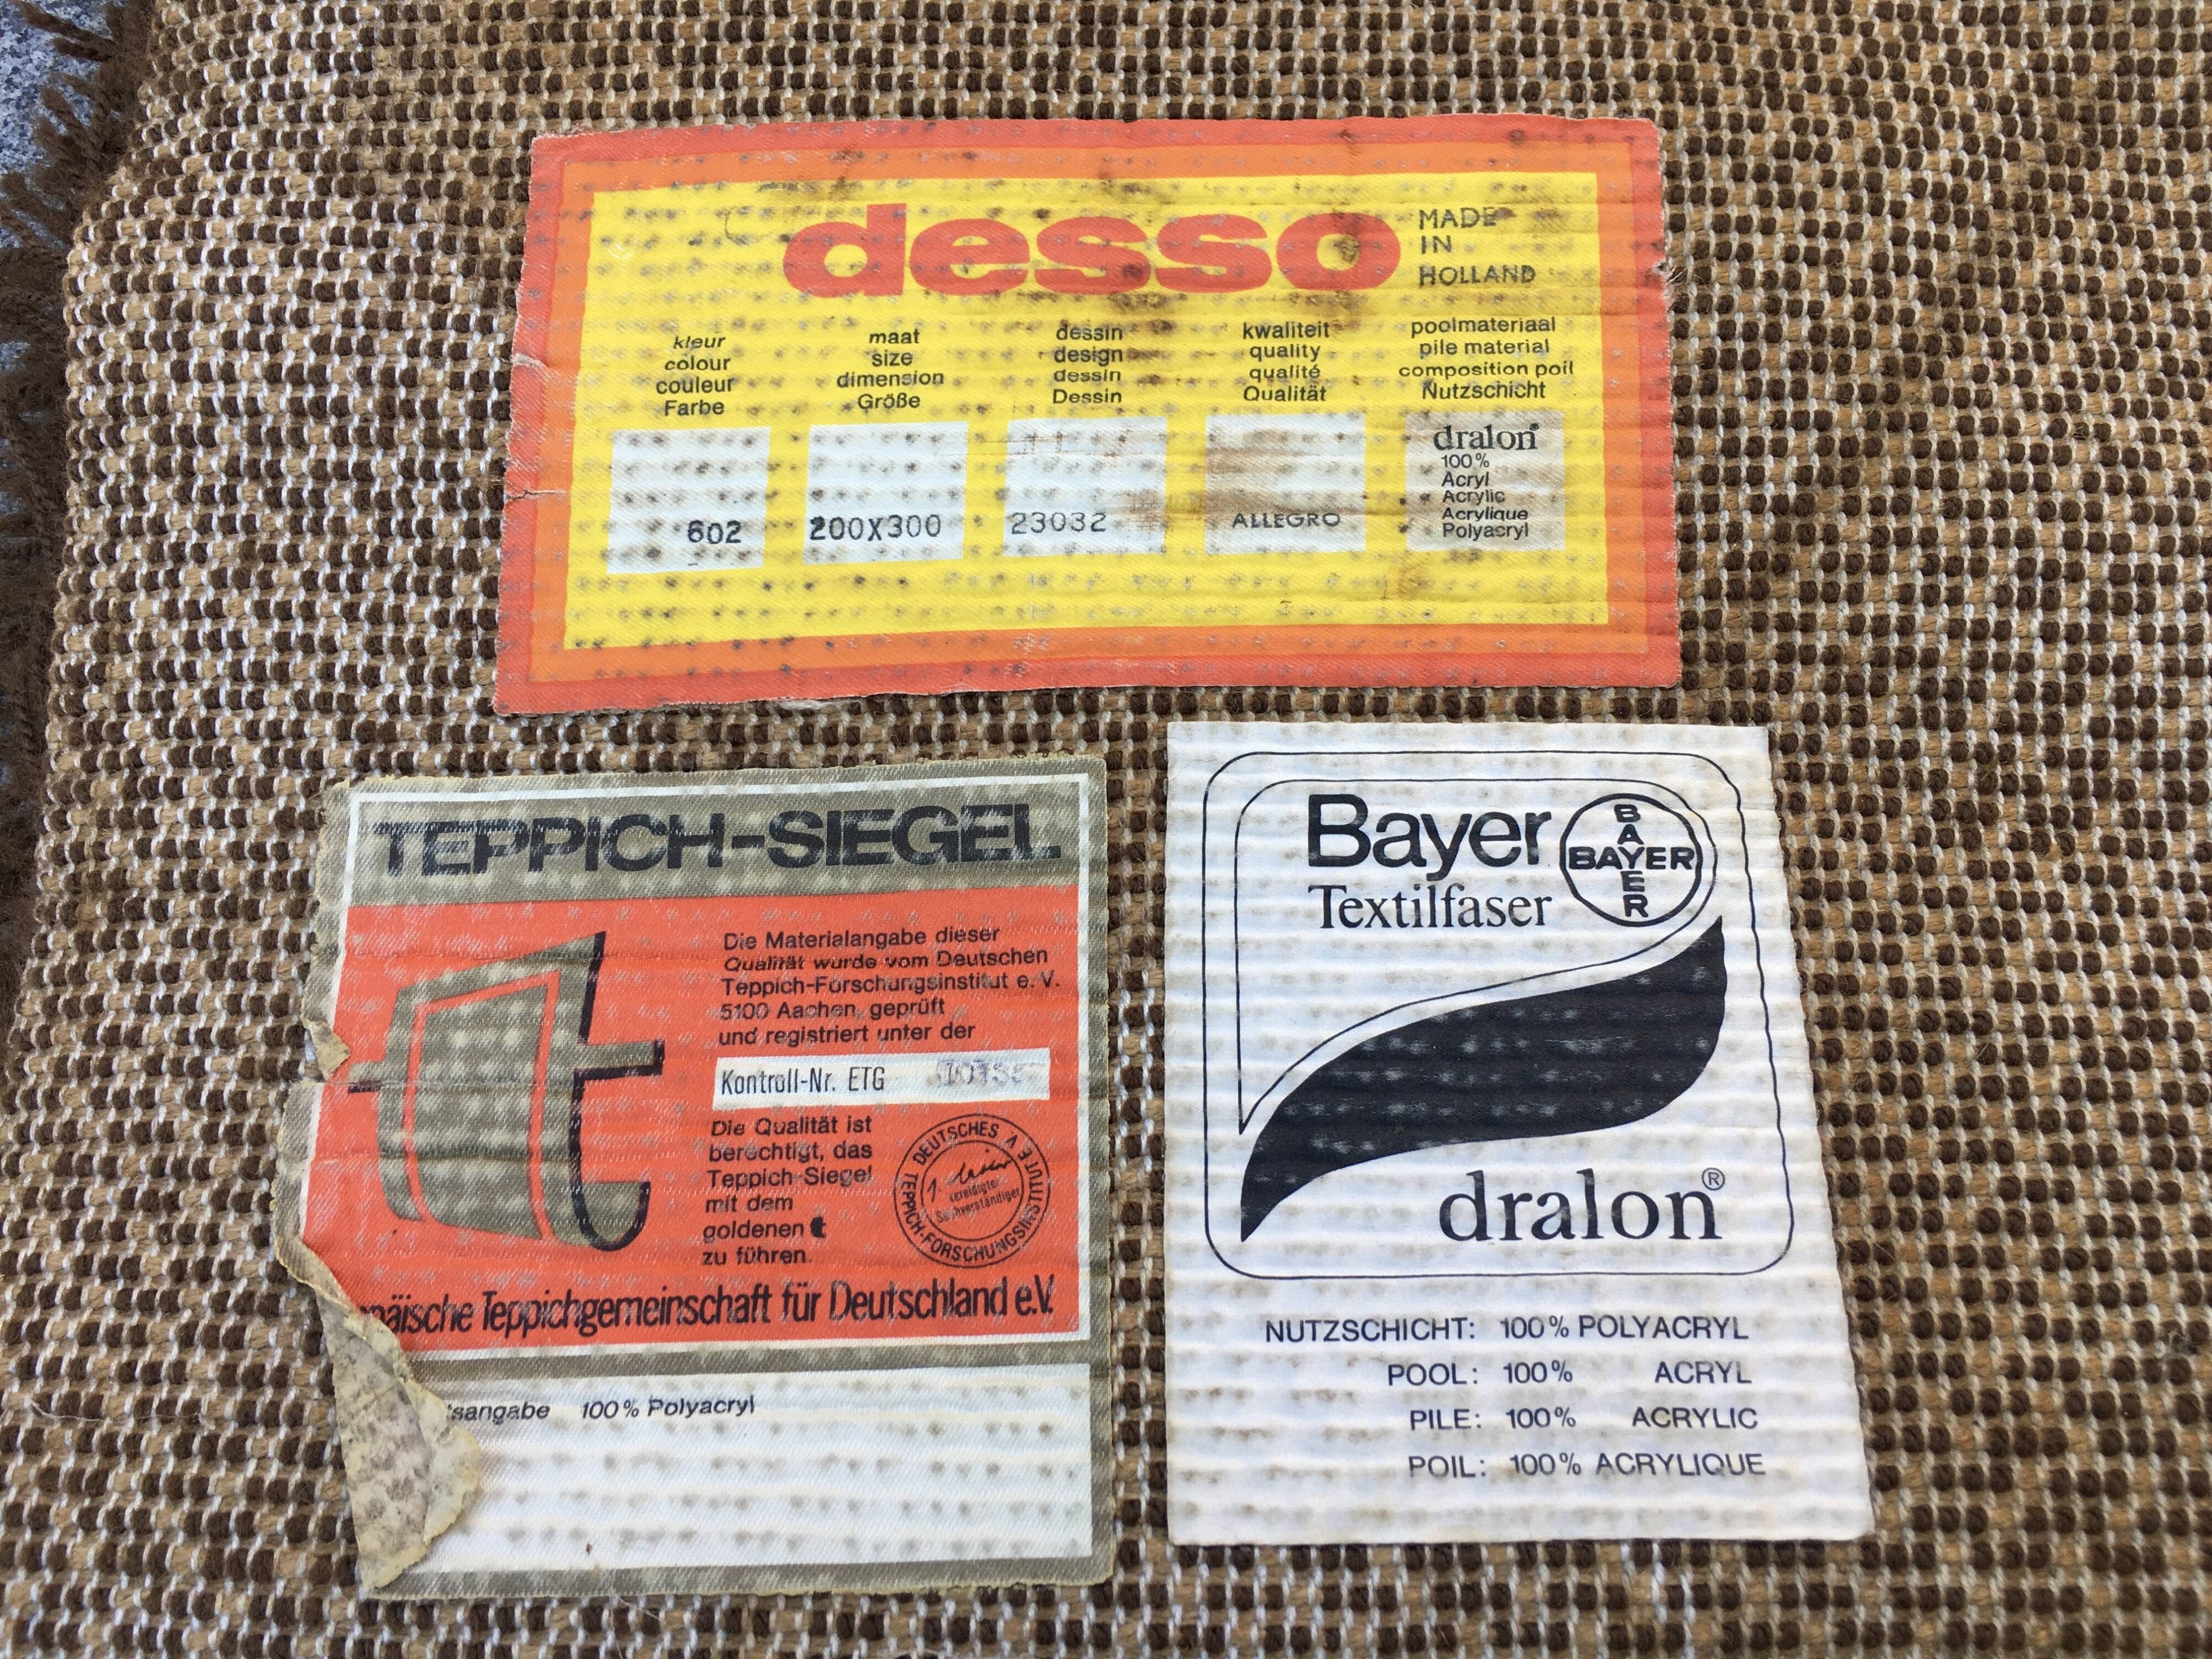 desso
MADE
IN
HOLLAND
kleur
colour
couleur
Farbe
602
maat
size
dimension
Größe
200X300
dessin
design
dessin
Dessin
23032
kwaliteit
quality
qualité
Qualität
ALLEGRO
poolmateriaal
pile material
composition poil
Nutzschicht
dralon®
100%
Acryl
Acrylic
Acrylique
Polyacryl
TEPPICH-SIEGEL
Die Materialangabe dieser
Qualität wurde vom Deutschen
Teppich-Forschungsinstitut e. V.
5100 Aachen, geprüft
und registriert unter der
Kontroll-Nr. ETG
Die Qualität ist
berechtigt, das
Teppich-Siegel
mit dem
goldenen t
zu führen.
DEUTSCHES
TEPPICH-FORSCHUNGSINSTITUT E.V.
vereidigter
Sachverständiger
päische Teppichgemeinschaft für Deutschland e.V.
sangabe 100% Polyacryl
Bayer
Textilfaser
BAYER
BAYER
dralon®
NUTZSCHICHT: 100% POLYACRYL
POOL: 100% ACRYL
PILE: 100% ACRYLIC
POIL: 100% ACRYLIQUE